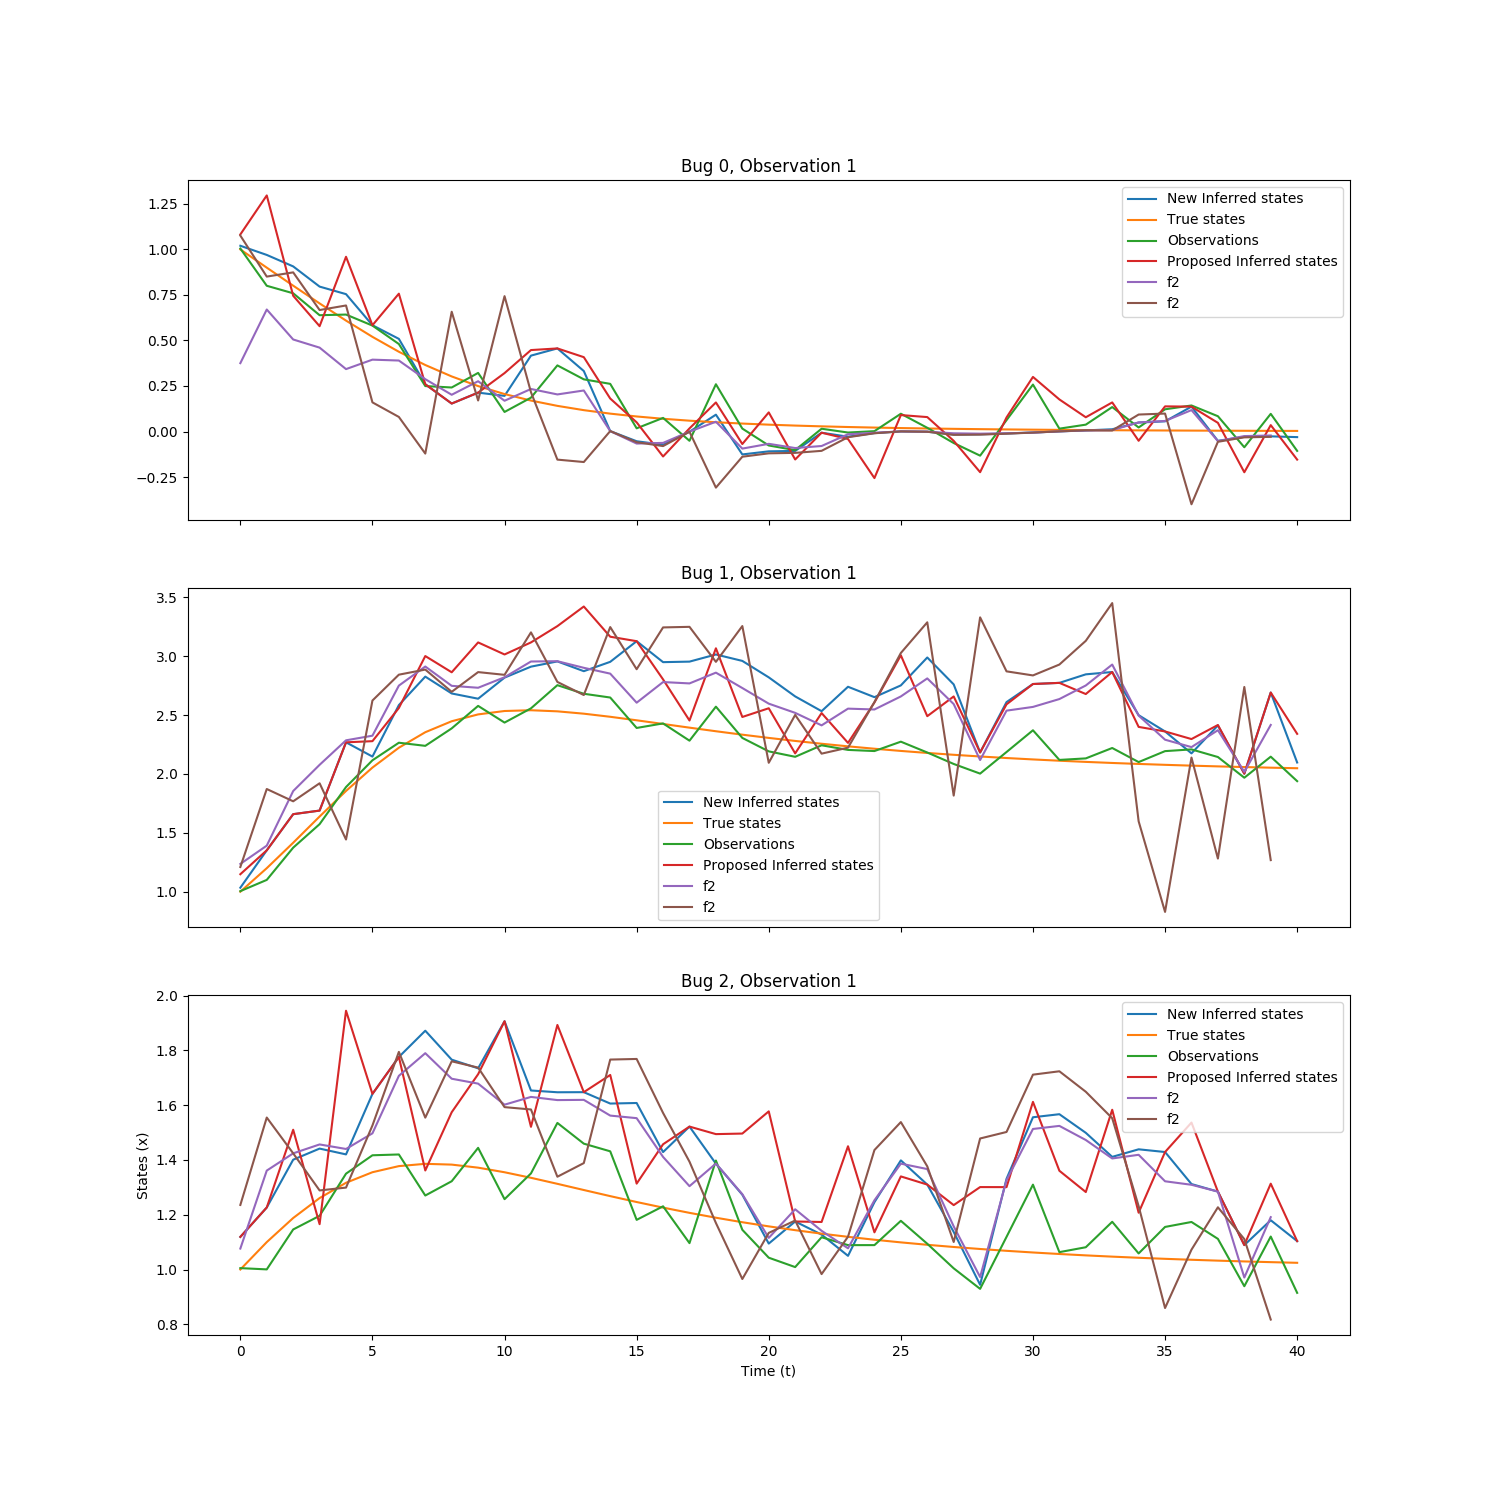 Bug 0, Observation 1
1.25
1.00
0.75
0.50
0.25
0.00
−0.25
New Inferred states
True states
Observations
Proposed Inferred states
f2
f2
Bug 1, Observation 1
3.5
3.0
2.5
2.0
1.5
1.0
New Inferred states
True states
Observations
Proposed Inferred states
f2
f2
Bug 2, Observation 1
2.0
1.8
1.6
1.4
1.2
1.0
0.8
States (x)
New Inferred states
True states
Observations
Proposed Inferred states
f2
f2
0 5 10 15 20 25 30 35 40
Time (t)